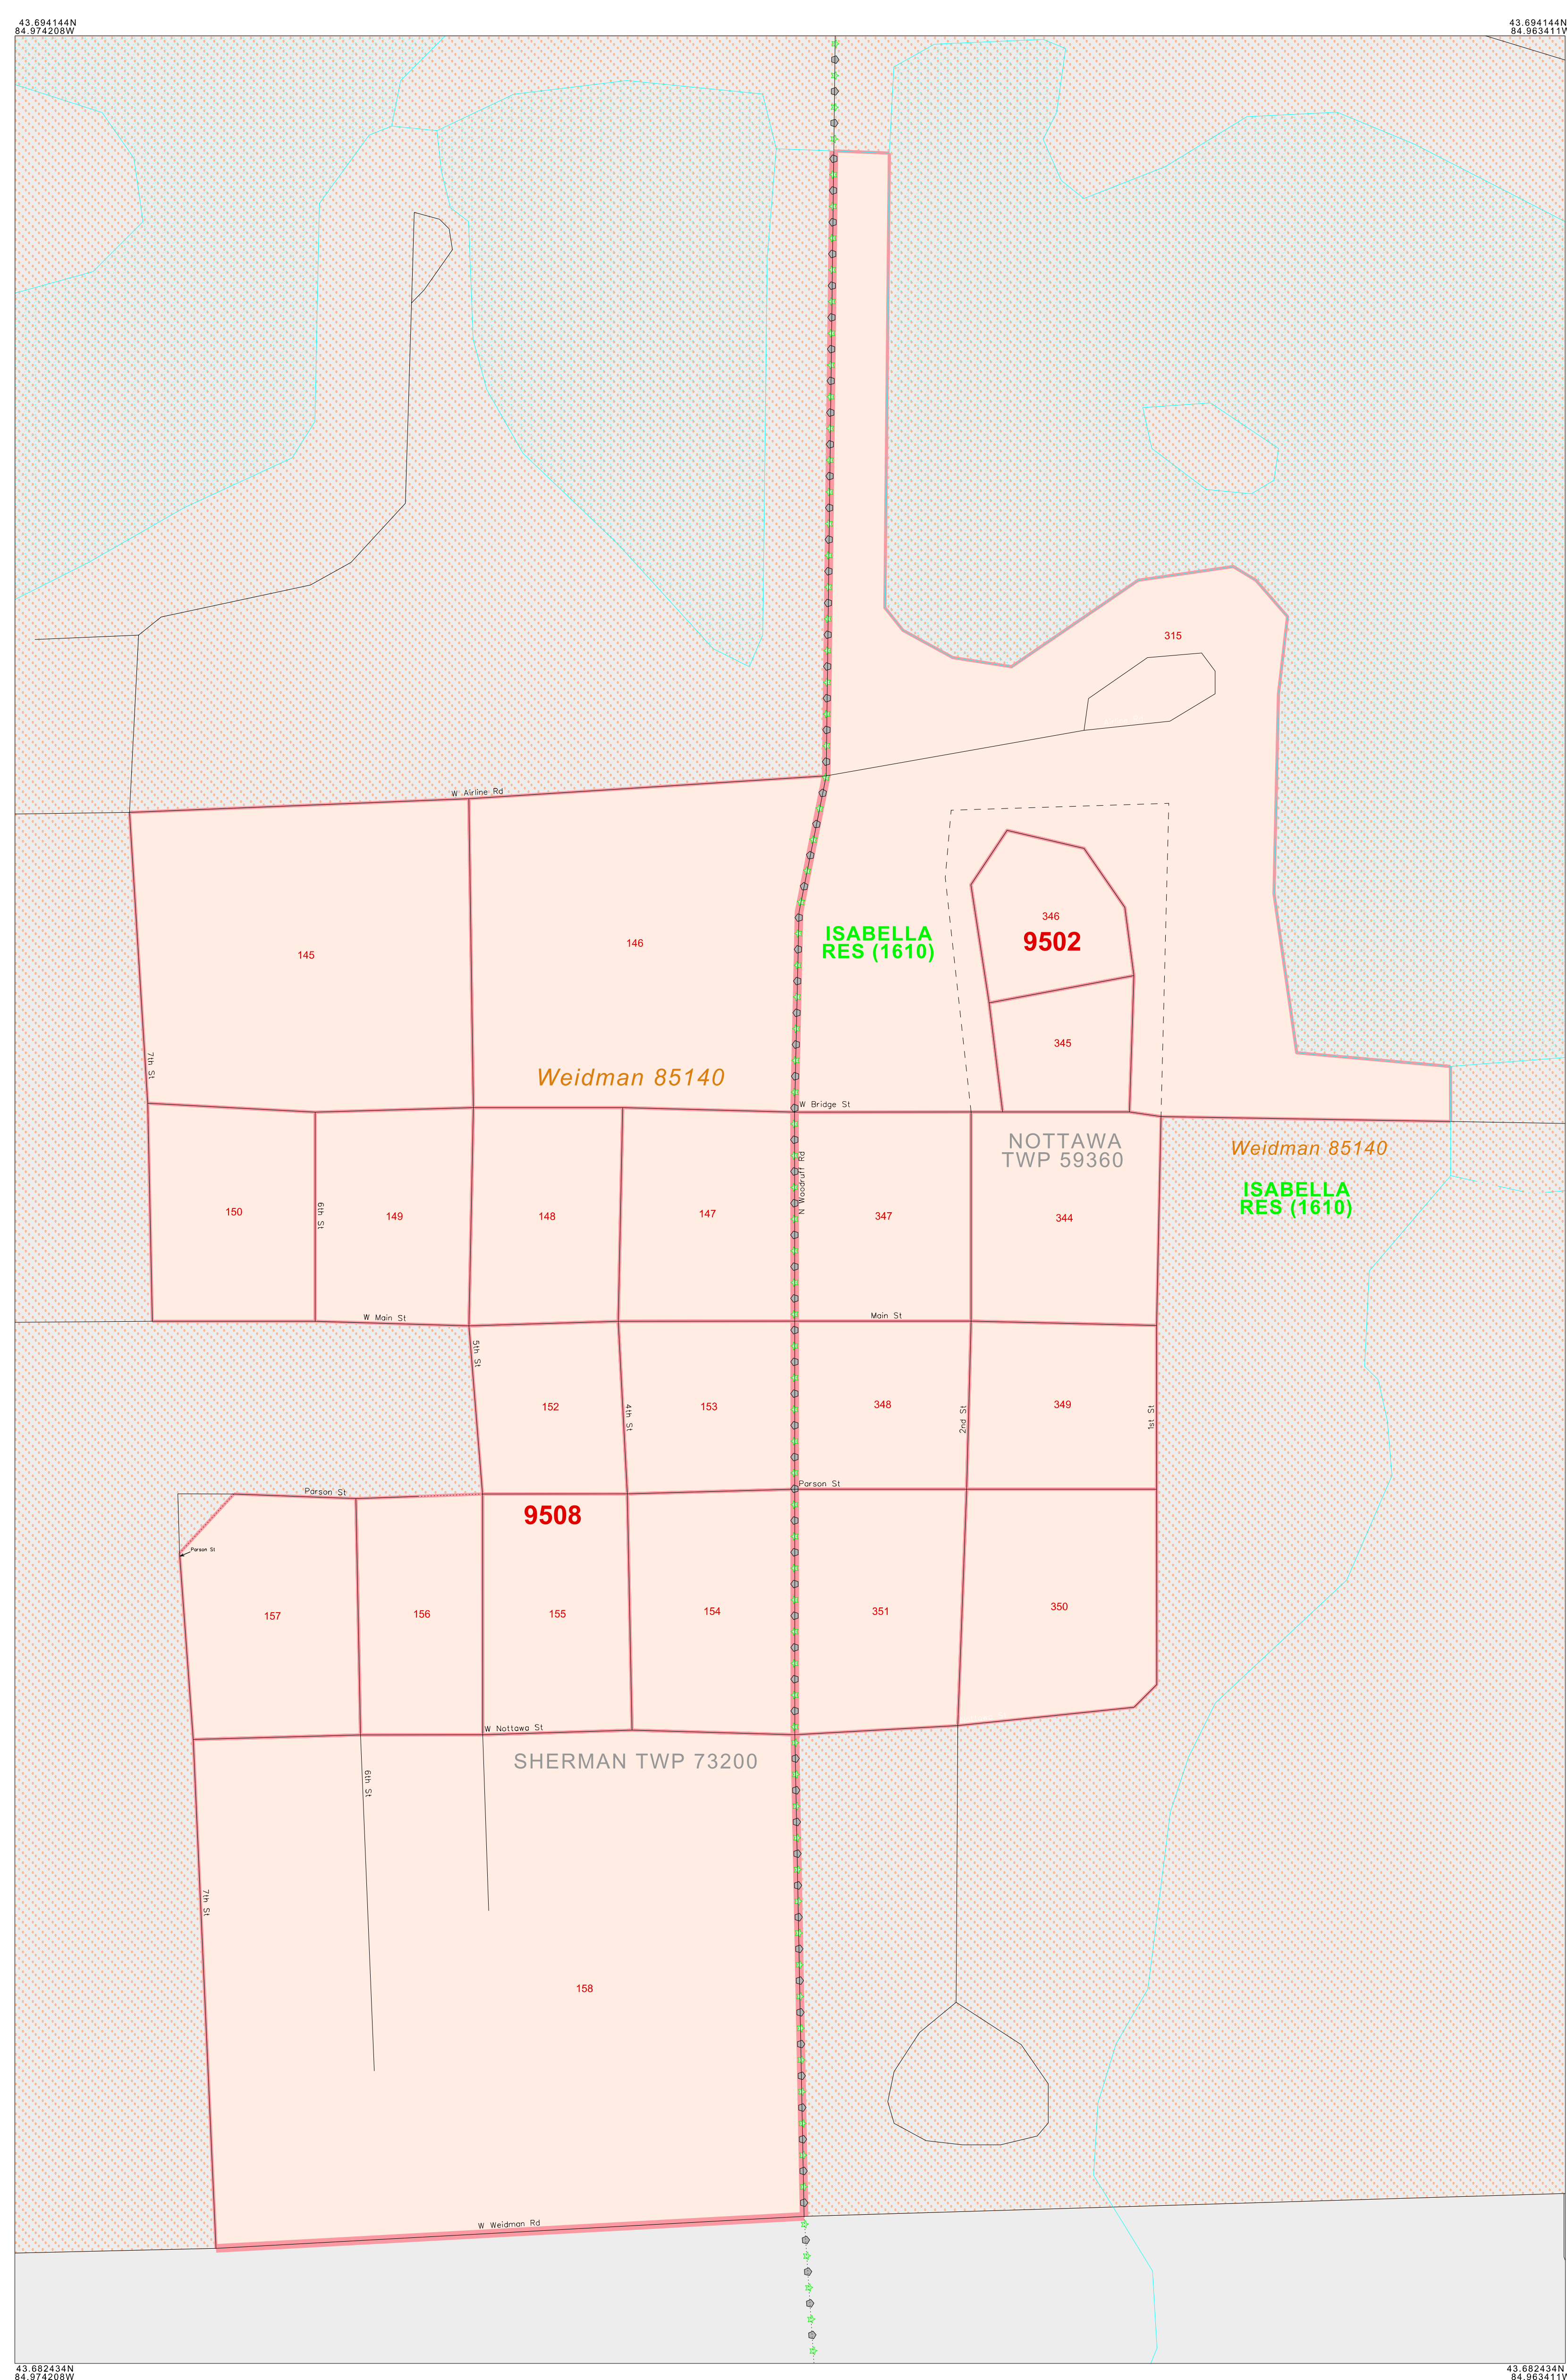 43.694144N
84.974208W
43.694144N
84.963411W
315
W Airline Rd
145
146
ISABELLA
RES (1610)
346
9502
345
7th St
Weidman 85140
W Bridge St
NOTTAWA
TWP 59360
Weidman 85140
ISABELLA
RES (1610)
N Woodruff Rd
150
6th St
149
148
147
347
344
W Main St
Main St
5th St
152
4th St
153
348
2nd St
349
1st St
Parson St
Parson St
9508
Parson St
157
156
155
154
351
350
W Nottawa St
SHERMAN TWP 73200
6th St
7th St
158
W Weidman Rd
43.682434N
84.974208W
43.682434N
84.963411W